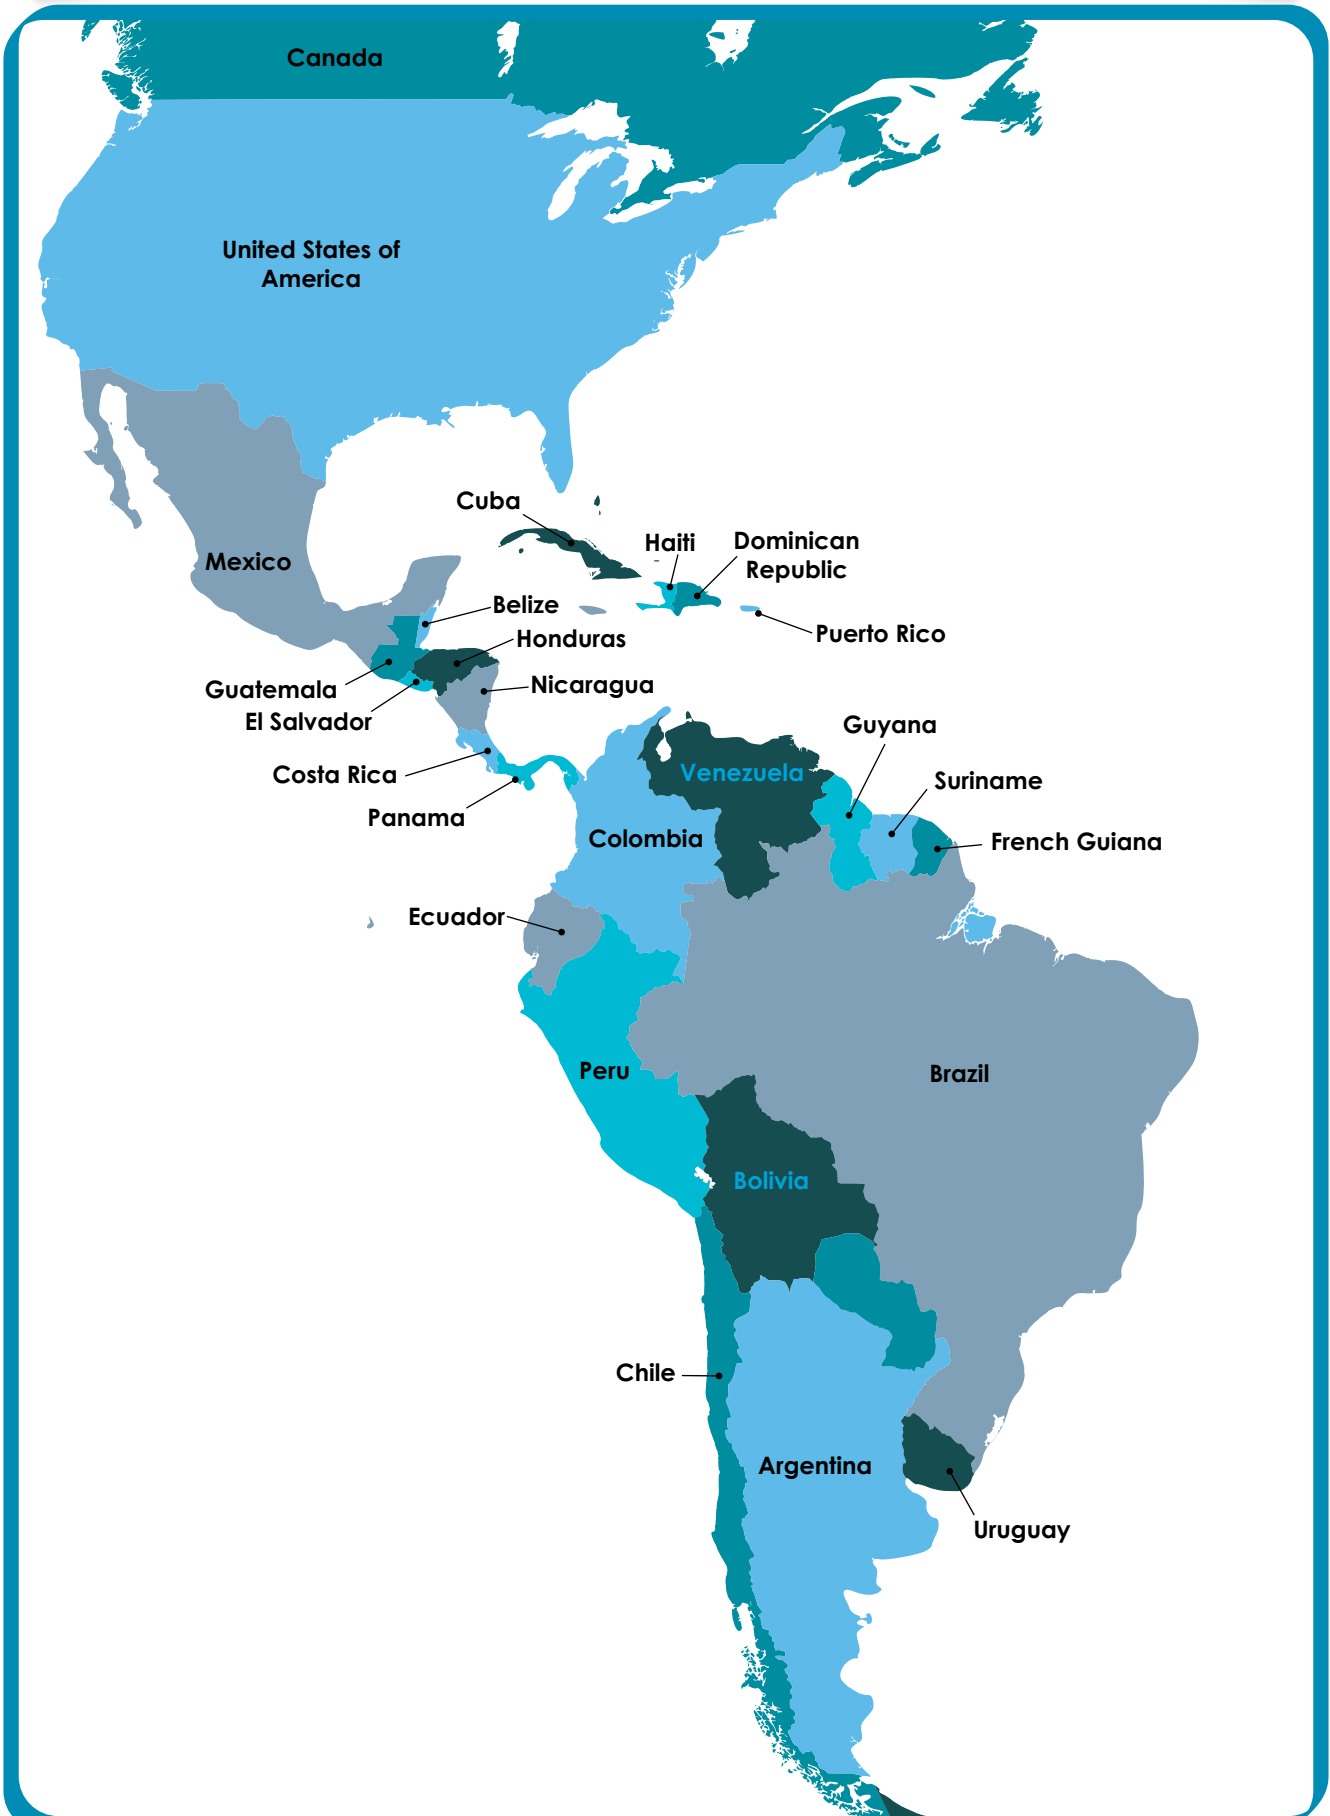 Canada
United States of
America
Cuba
Haiti
Dominican
Republic
Mexico
Belize
Puerto Rico
Honduras
Guatemala
Nicaragua
El Salvador
Guyana
Costa Rica
Venezuela
Suriname
Panama
Colombia
French Guiana
Ecuador
Peru
Brazil
Bolivia
Chile
Argentina
Uruguay